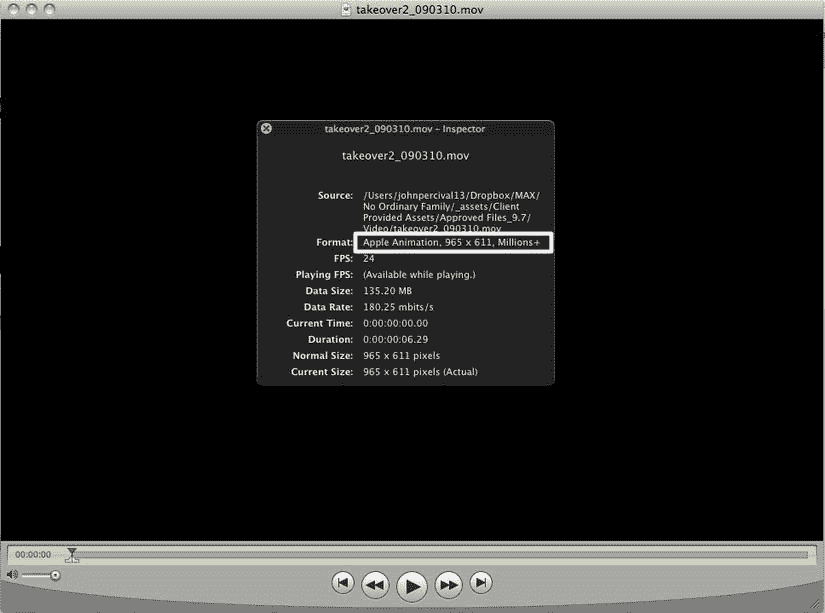 takeover2_090310.mov
takeover2_090310.mov - Inspector
takeover2_090310.mov
Source: /Users/johnpercival13/Dropbox/MAX/
No Ordinary Family/_assets/Client
Provided Assets/Approved Files_9.7/
Video/takeover2_090310.mov
Format: Apple Animation, 965 x 611, Millions+
FPS: 24
Playing FPS: (Available while playing.)
Data Size: 135.20 MB
Data Rate: 180.25 mbits/s
Current Time: 0:00:00:00.00
Duration: 0:00:00:06.29
Normal Size: 965 x 611 pixels
Current Size: 965 x 611 pixels (Actual)
00:00:00